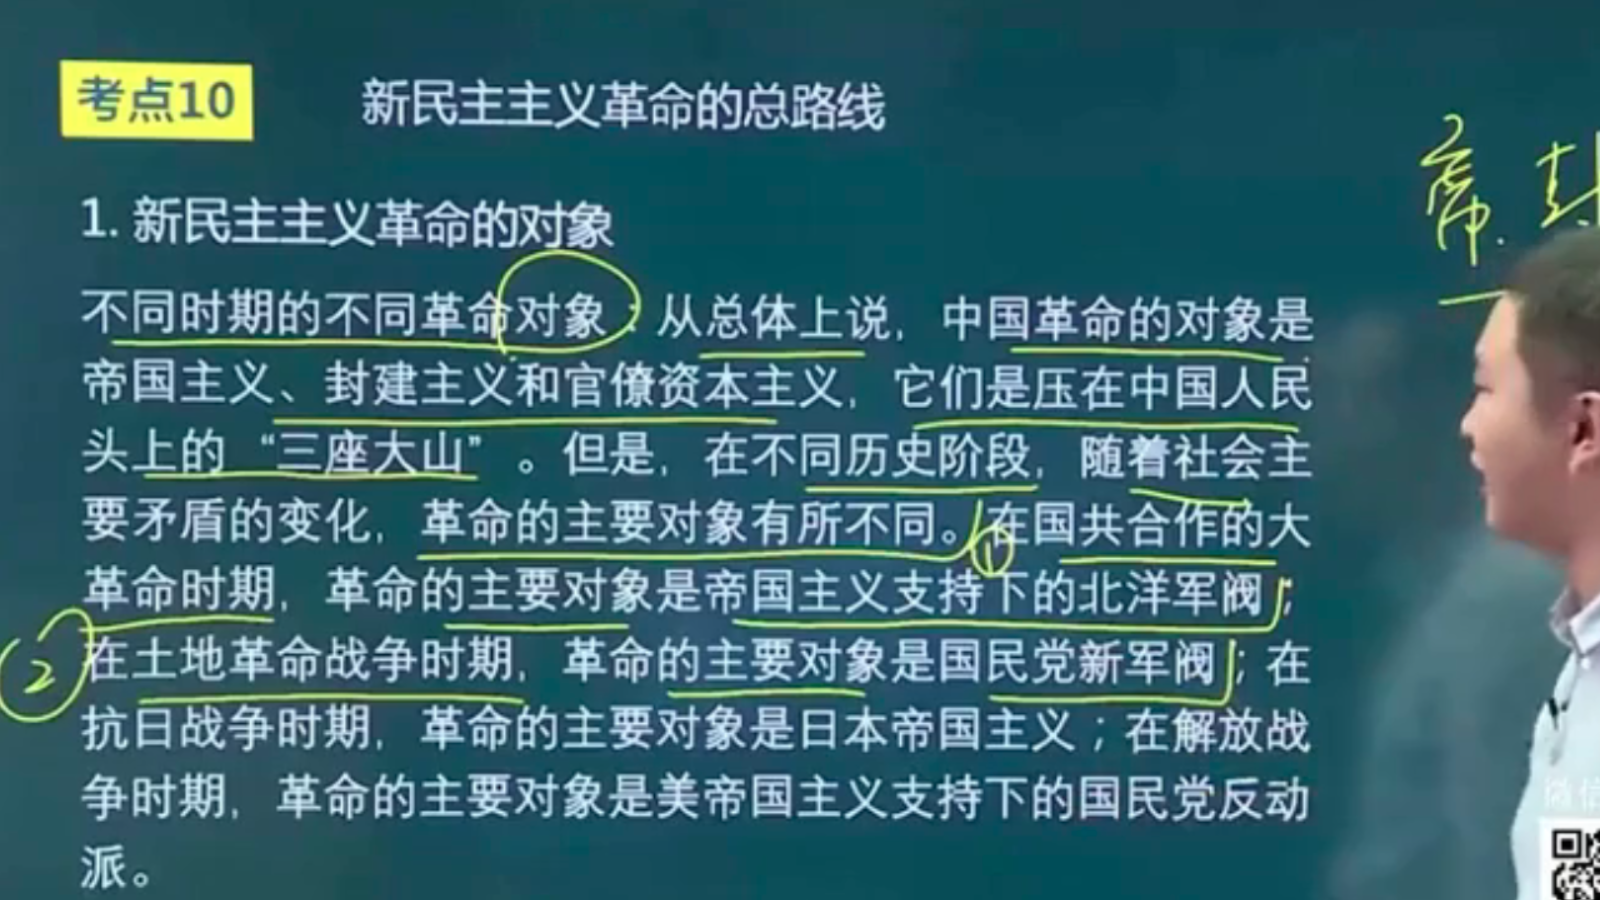 考点10 新民主主义革命的总路线
帝.封
1. 新民主主义革命的对象
不同时期的不同革命对象：从总体上说，中国革命的对象是
帝国主义、封建主义和官僚资本主义，它们是压在中国人民
头上的“三座大山”。但是，在不同历史阶段，随着社会主
要矛盾的变化，革命的主要对象有所不同。①在国共合作的大
革命时期，革命的主要对象是帝国主义支持下的北洋军阀；
②在土地革命战争时期，革命的主要对象是国民党新军阀；在
抗日战争时期，革命的主要对象是日本帝国主义；在解放战
争时期，革命的主要对象是美帝国主义支持下的国民党反动
派。
微信